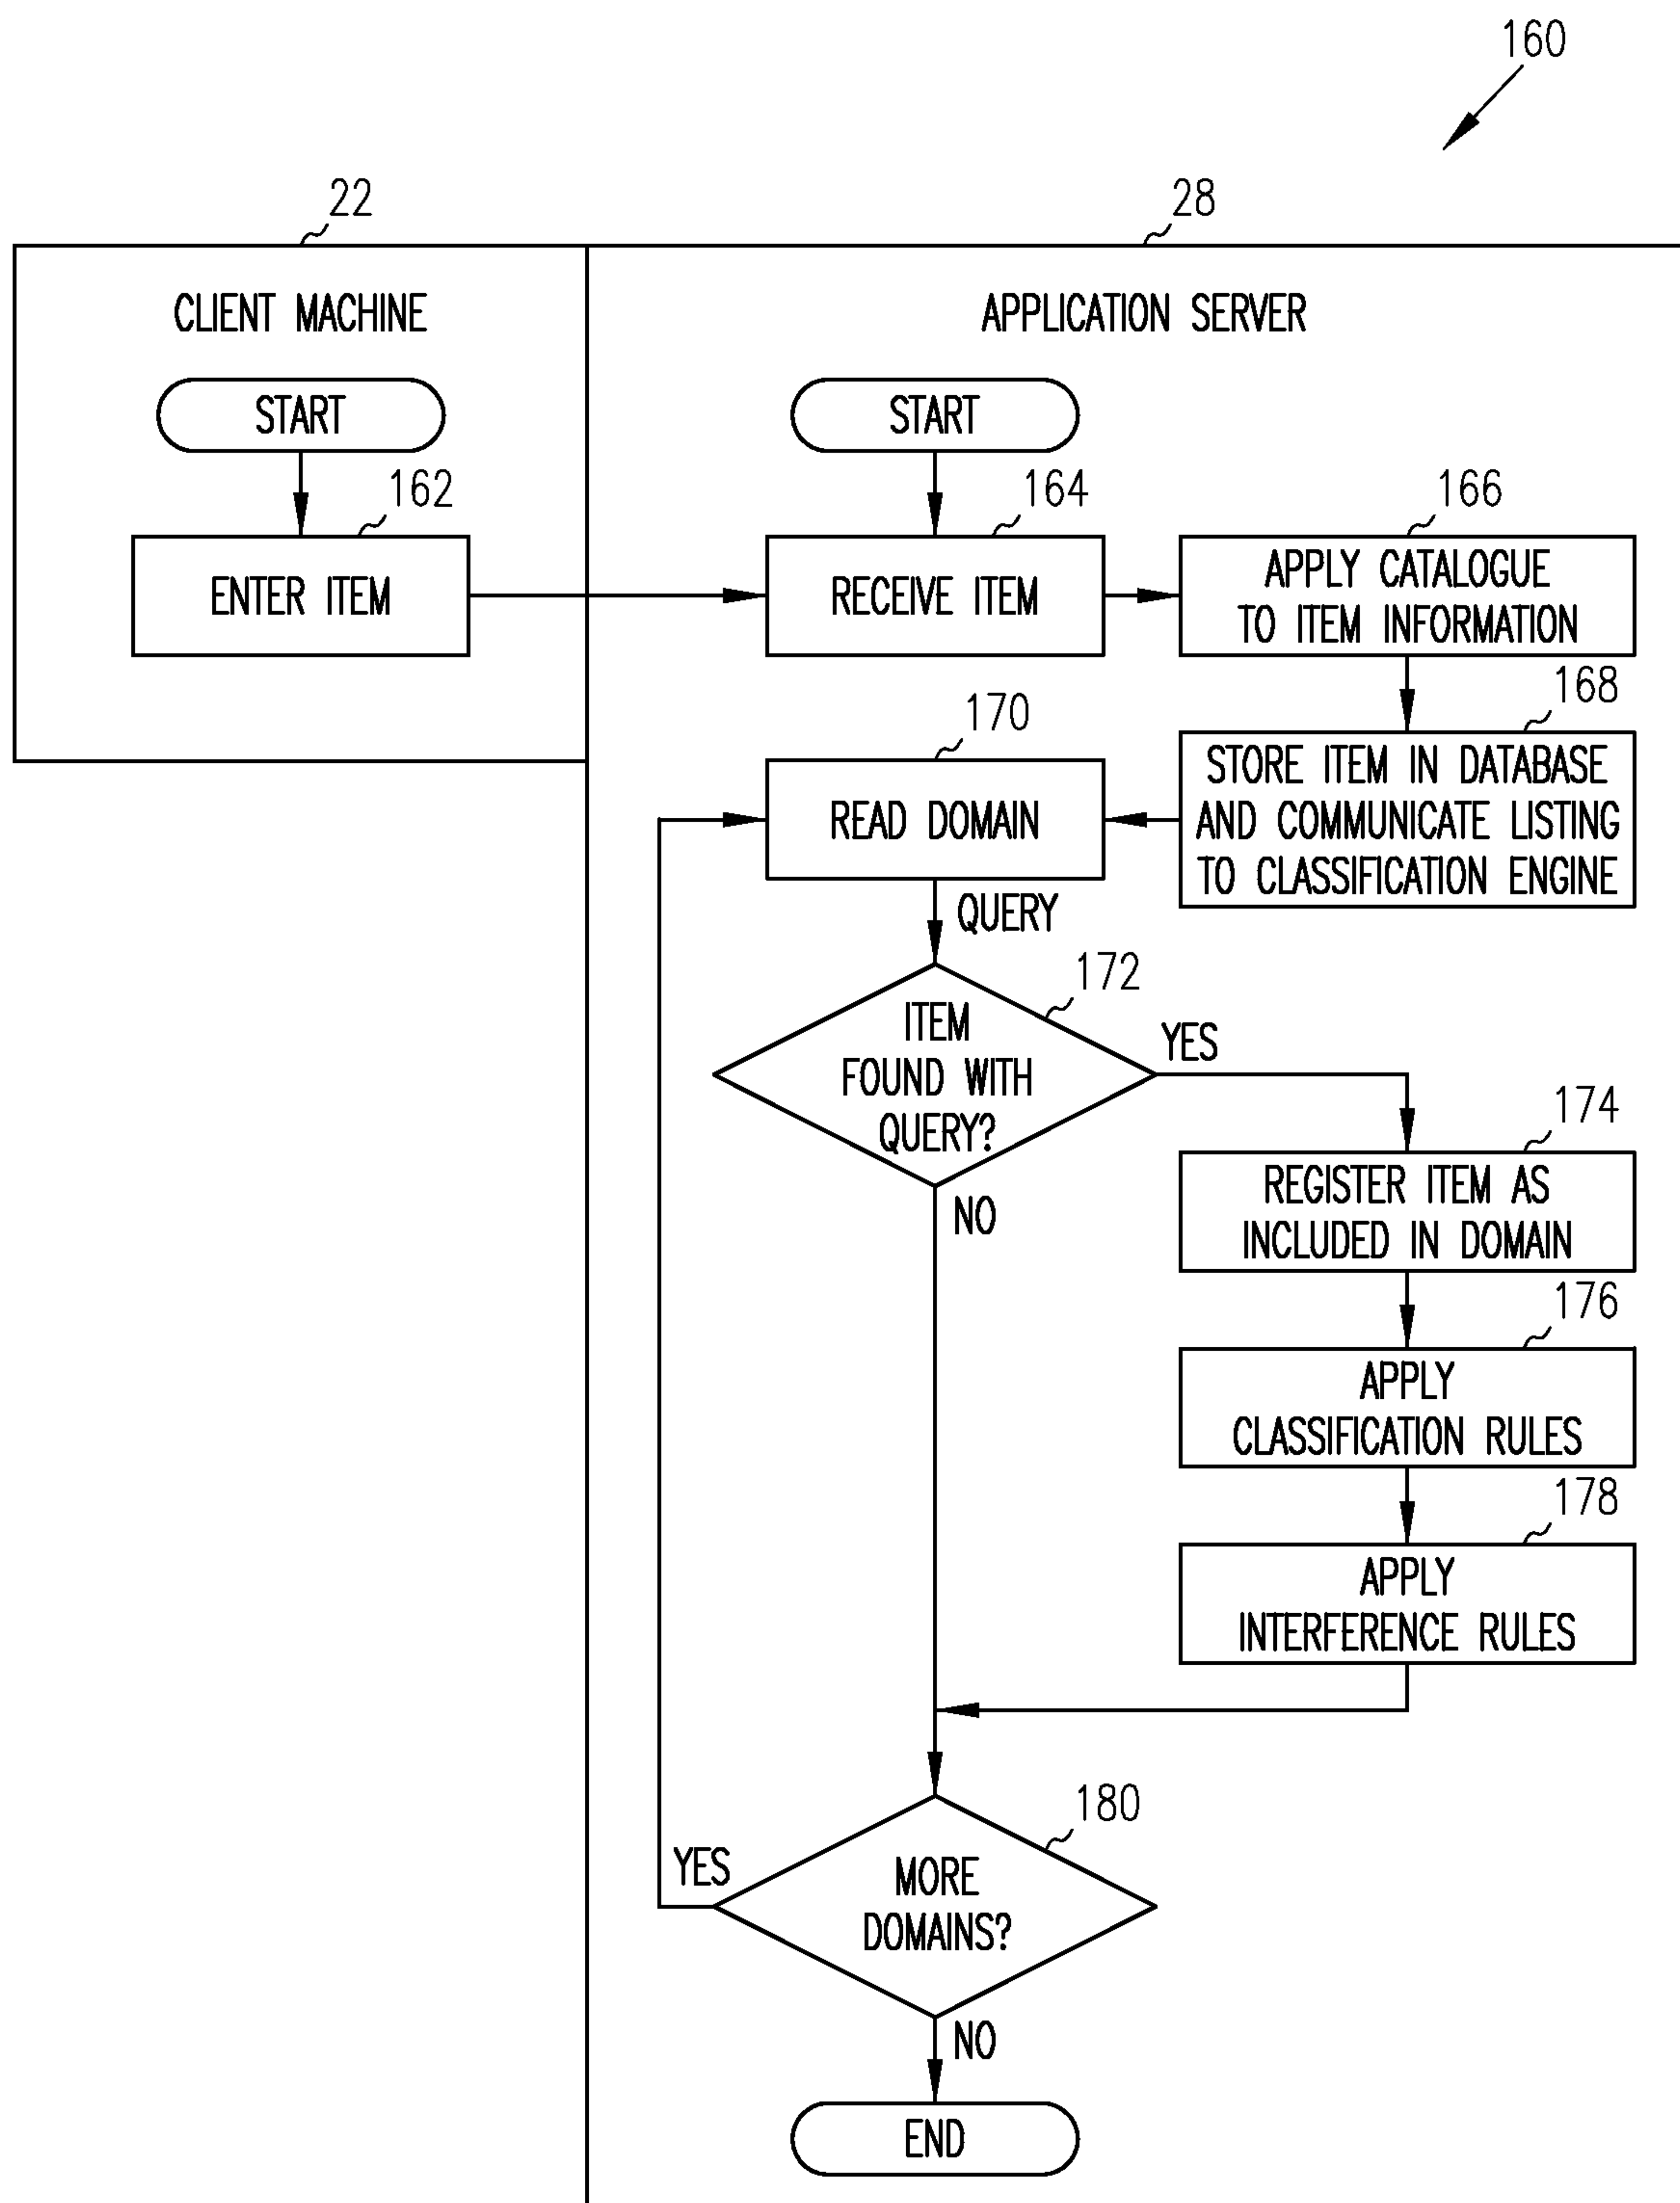 160
22
28
CLIENT MACHINE
APPLICATION SERVER
START
START
162
164
166
ENTER ITEM
RECEIVE ITEM
APPLY CATALOGUE
TO ITEM INFORMATION
168
170
STORE ITEM IN DATABASE
AND COMMUNICATE LISTING
TO CLASSIFICATION ENGINE
READ DOMAIN
QUERY
172
ITEM
FOUND WITH
QUERY?
YES
NO
174
REGISTER ITEM AS
INCLUDED IN DOMAIN
176
APPLY
CLASSIFICATION RULES
178
APPLY
INTERFERENCE RULES
180
MORE
DOMAINS?
YES
NO
END